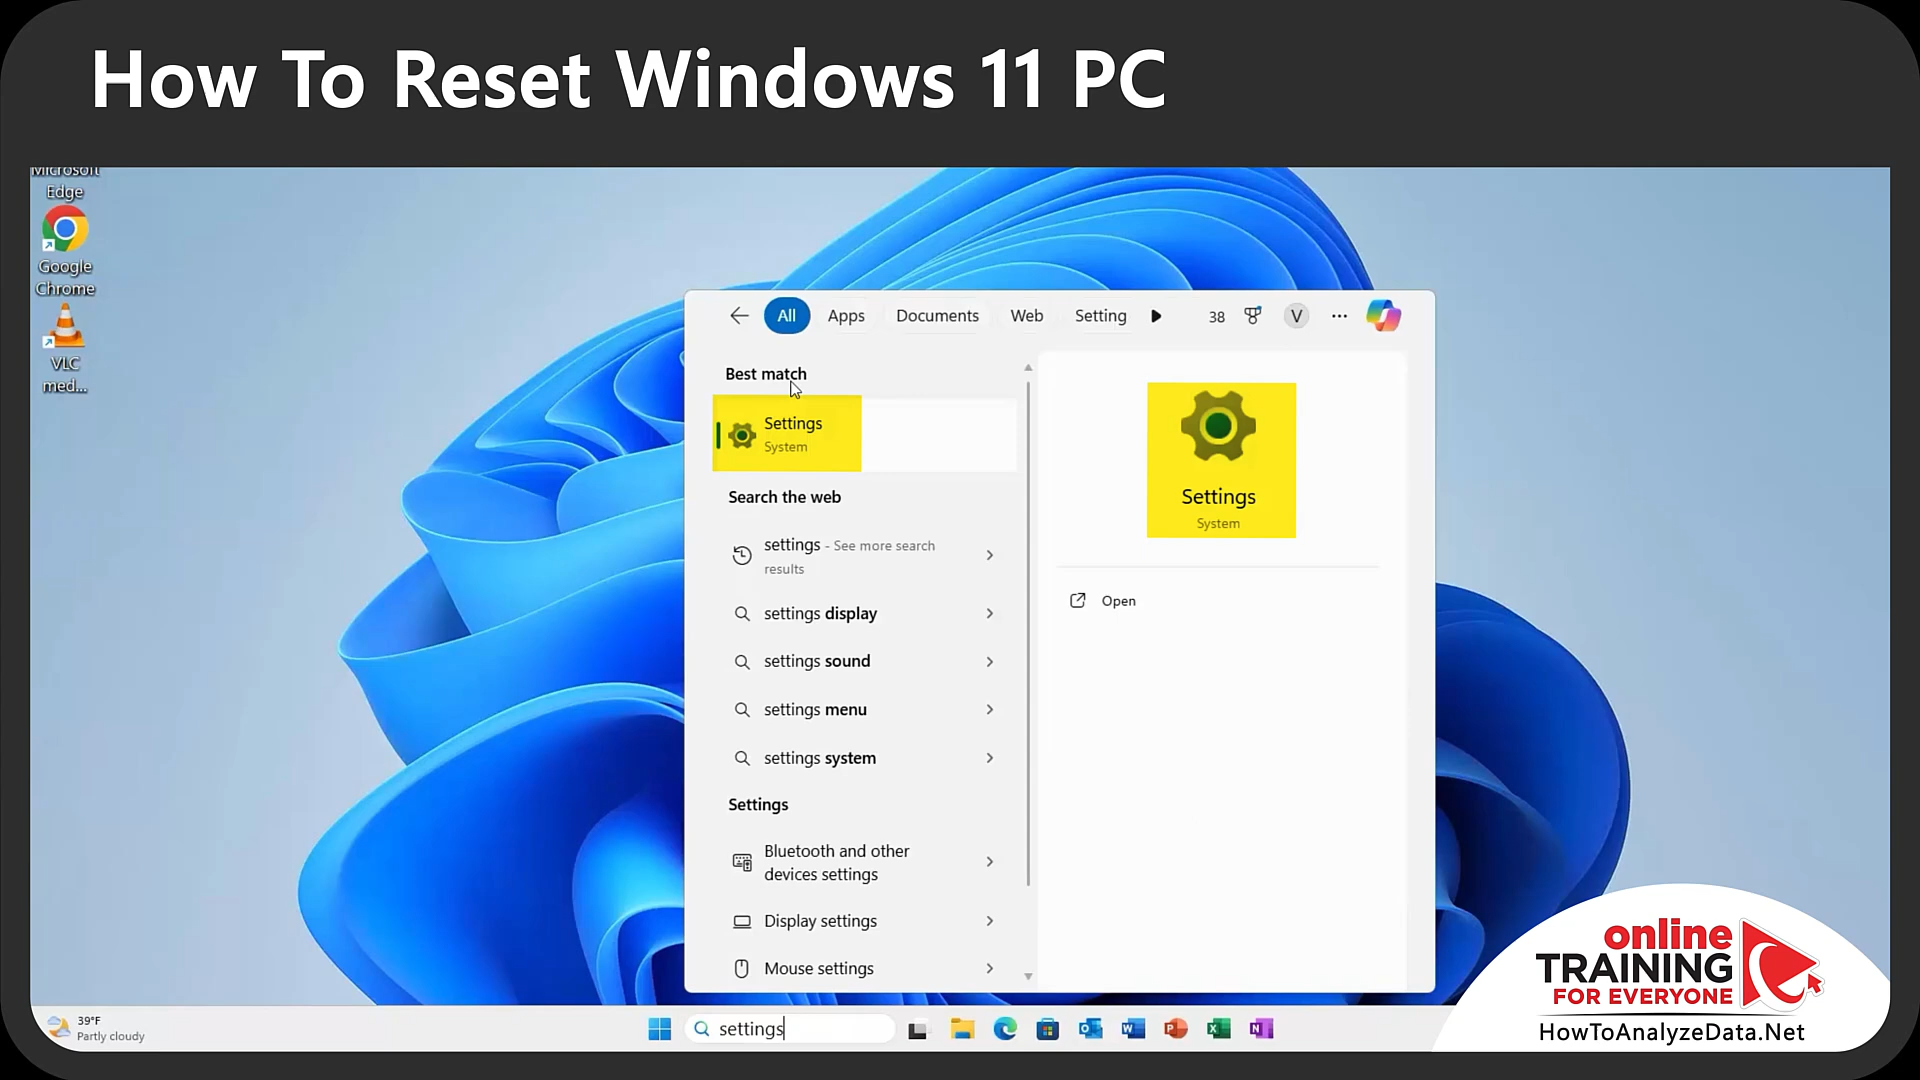 How To Reset Windows 11 PC
Microsoft
Edge
Google
Chrome
VLC
med...
All
Apps
Documents
Web
Setting
38
V
Best match
Settings
System
Search the web
settings - See more search
results
settings display
settings sound
settings menu
settings system
Settings
Bluetooth and other
devices settings
Display settings
Mouse settings
Settings
System
Open
39°F
Partly cloudy
settings
online
TRAINING
FOR EVERYONE
HowToAnalyzeData.Net